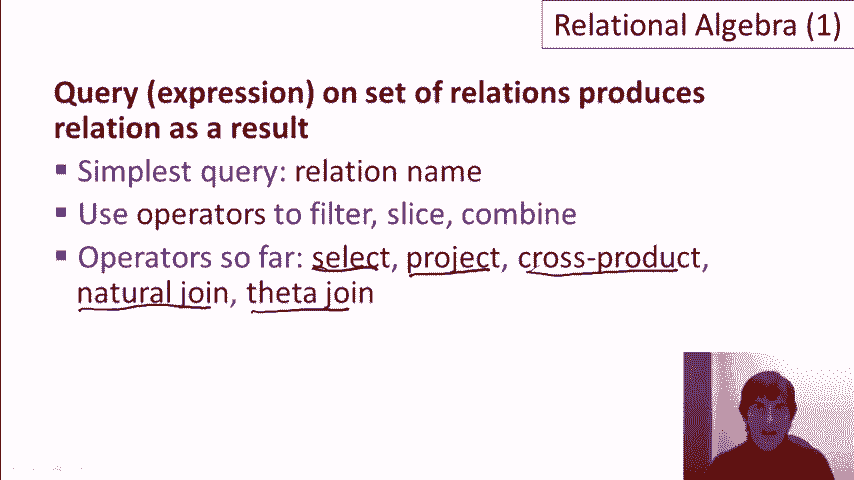 Relational Algebra (1)
Query (expression) on set of relations produces
relation as a result
▪ Simplest query: relation name
▪ Use operators to filter, slice, combine
▪ Operators so far: select, project, cross-product,
natural join, theta join